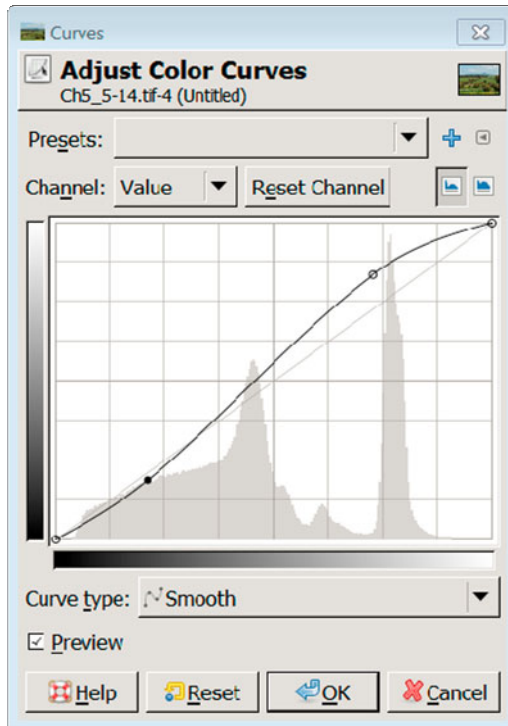 Curves
Adjust Color Curves
Ch5_5-14.tif-4 (Untitled)
Presets:
Channel: Value Reset Channel
Curve type: Smooth
Preview
Help Reset OK Cancel